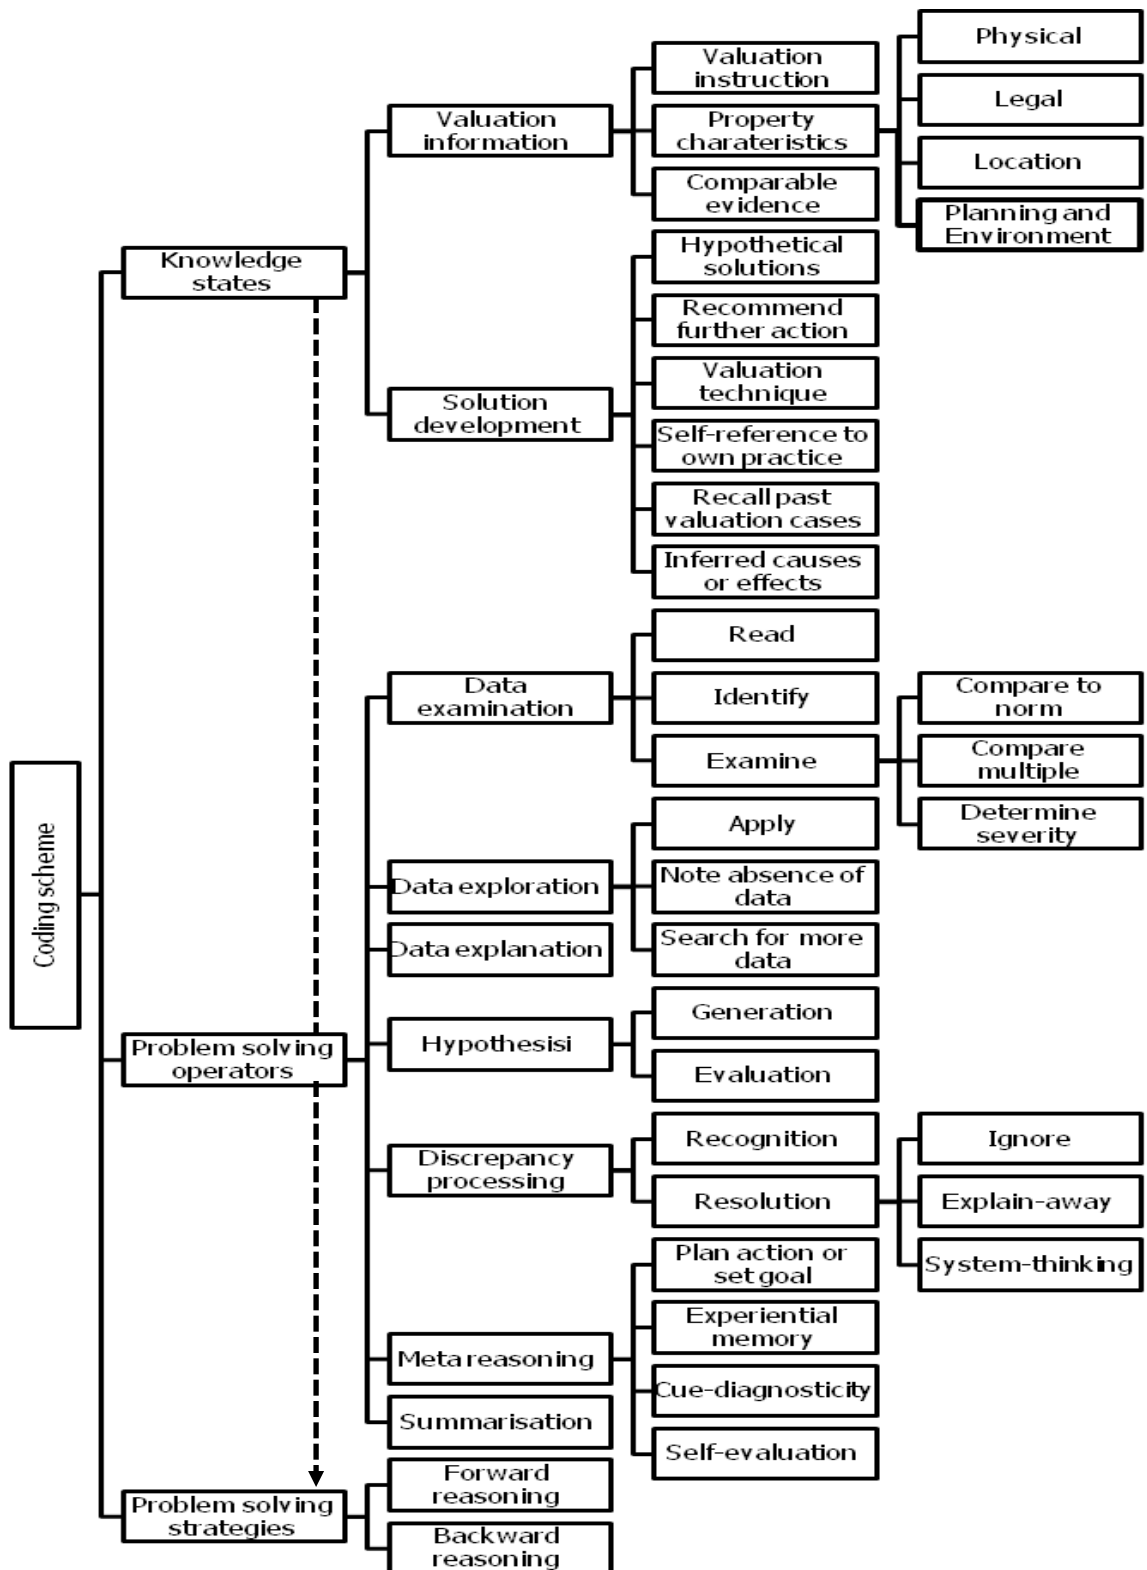 Coding scheme
Knowledge
states
Valuation
information
Valuation
instruction
Property
charateristics
Physical
Legal
Location
Planning and
Environment
Comparable
evidence
Solution
development
Hypothetical
solutions
Recommend
further action
Valuation
technique
Self-reference to
own practice
Recall past
valuation cases
Inferred causes
or effects
Problem solving
operators
Data
examination
Read
Identify
Examine
Compare to
norm
Compare
multiple
Determine
severity
Data exploration
Apply
Note absence of
data
Search for more
data
Data explanation
Hypothesisi
Generation
Evaluation
Discrepancy
processing
Recognition
Resolution
Ignore
Explain-away
System-thinking
Meta reasoning
Plan action or
set goal
Experiential
memory
Cue-diagnosticity
Self-evaluation
Summarisation
Problem solving
strategies
Forward
reasoning
Backward
reasoning